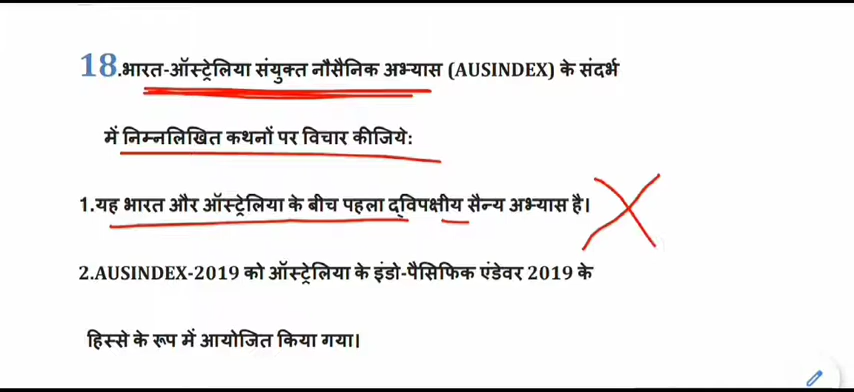 18.भारत-ऑस्ट्रेलिया संयुक्त नौसैनिक अभ्यास (AUSINDEX) के संदर्भ
में निम्नलिखित कथनों पर विचार कीजिये:
1.यह भारत और ऑस्ट्रेलिया के बीच पहला द्विपक्षीय सैन्य अभ्यास है।
2.AUSINDEX-2019 को ऑस्ट्रेलिया के इंडो-पैसिफिक एंडेवर 2019 के
हिस्से के रूप में आयोजित किया गया।